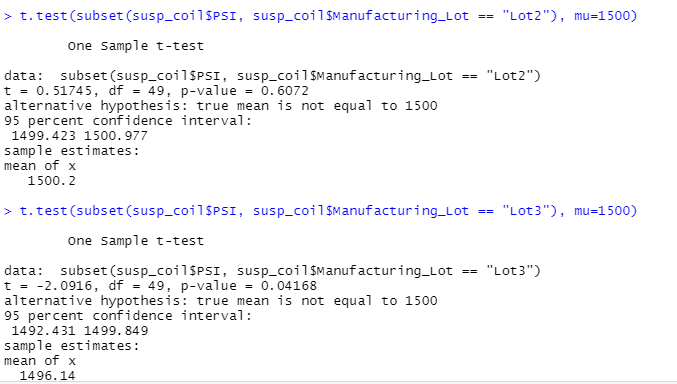 > t.test(subset(susp_coil$PSI, susp_coil$Manufacturing_Lot == "Lot2"), mu=1500)
One Sample t-test
data: subset(susp_coil$PSI, susp_coil$Manufacturing_Lot == "Lot2")
t = 0.51745, df = 49, p-value = 0.6072
alternative hypothesis: true mean is not equal to 1500
95 percent confidence interval:
1499.423 1500.977
sample estimates:
mean of x
1500.2
> t.test(subset(susp_coil$PSI, susp_coil$Manufacturing_Lot == "Lot3"), mu=1500)
One Sample t-test
data: subset(susp_coil$PSI, susp_coil$Manufacturing_Lot == "Lot3")
t = -2.0916, df = 49, p-value = 0.04168
alternative hypothesis: true mean is not equal to 1500
95 percent confidence interval:
1492.431 1499.849
sample estimates:
mean of x
1496.14